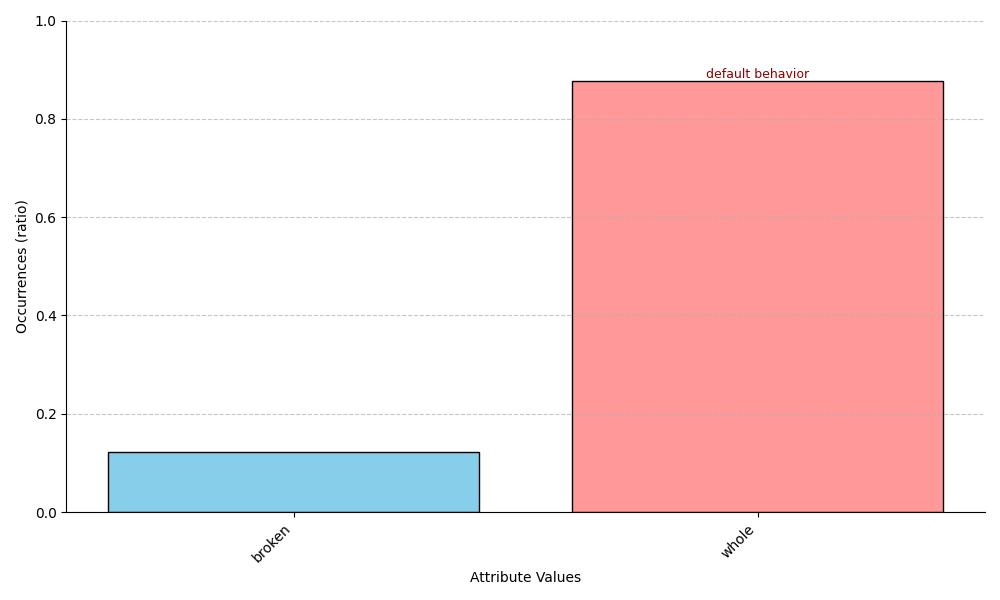 1.0
default behavior
0.8
0.6
0.4
0.2
0.0
Occurrences (ratio)
broken
whole
Attribute Values